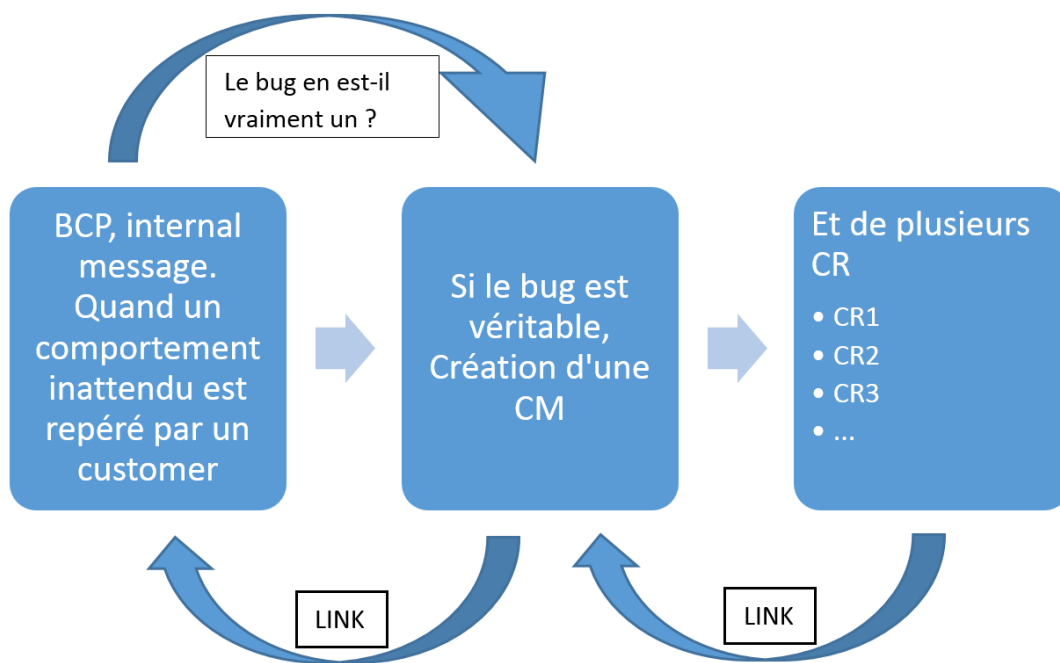 Le bug en est-il
vraiment un ?
BCP, internal
message.
Quand un
comportement
inattendu est
repéré par un
customer
Si le bug est
véritable,
Création d'une
CM
Et de plusieurs
CR
• CR1
• CR2
• CR3
• ...
LINK
LINK